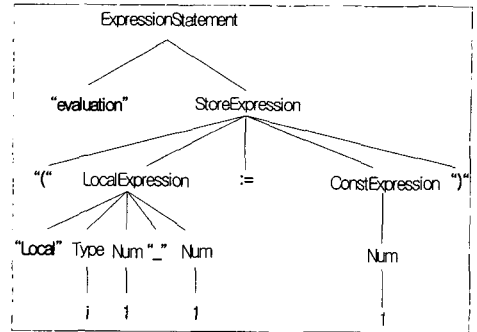 ExpressionStatement
“evaluation” StoreExpression
“(“ LocalExpression := ConstExpression “)”
“Local” Type Num “_” Num Num
i 1 1 1